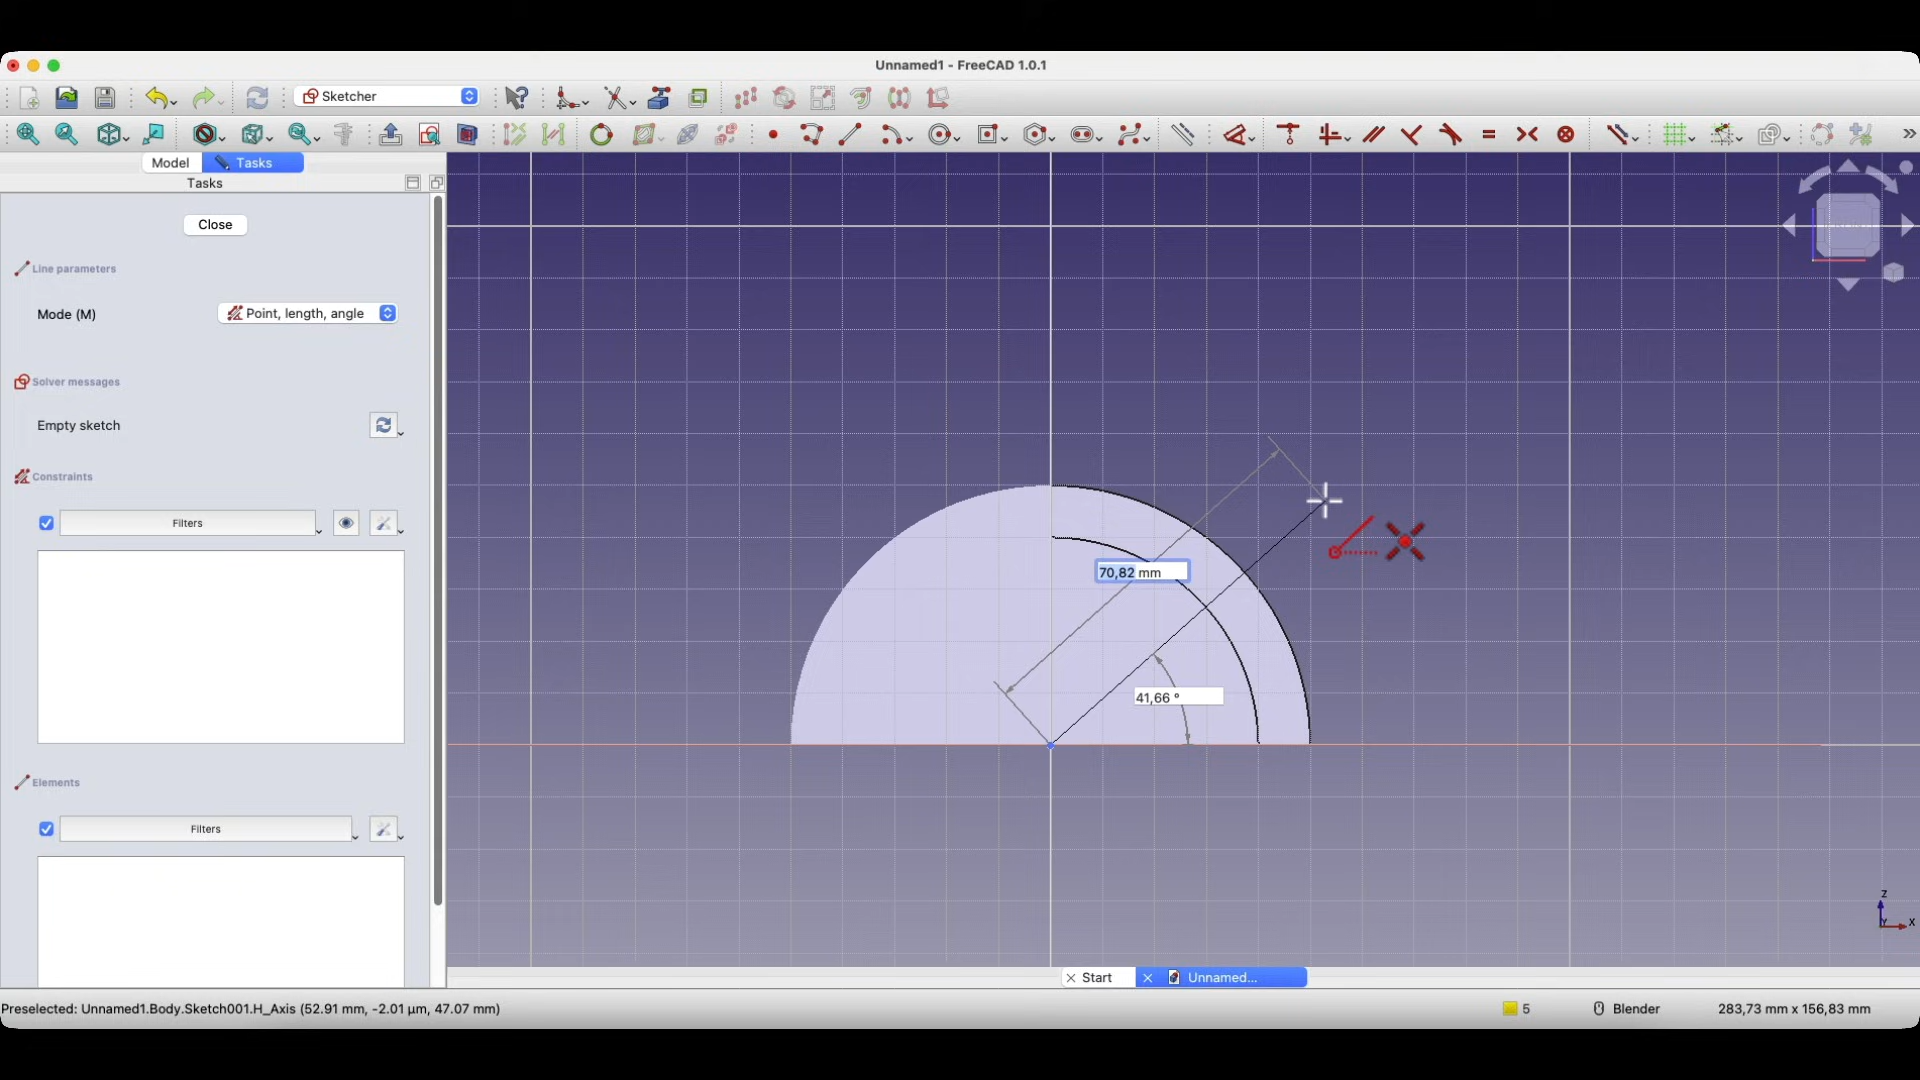 Unnamed1 - FreeCAD 1.0.1
Sketcher
Model
Tasks
Tasks
Close
Line parameters
Mode (M)
Point, length, angle
Solver messages
Empty sketch
Constraints
Filters
Elements
Filters
70,82 mm
41,66 °
Z
Y
X
Start
Unnamed...
Preselected: Unnamed1.Body.Sketch001.H_Axis (52.91 mm, -2.01 µm, 47.07 mm)
5
Blender
283,73 mm x 156,83 mm